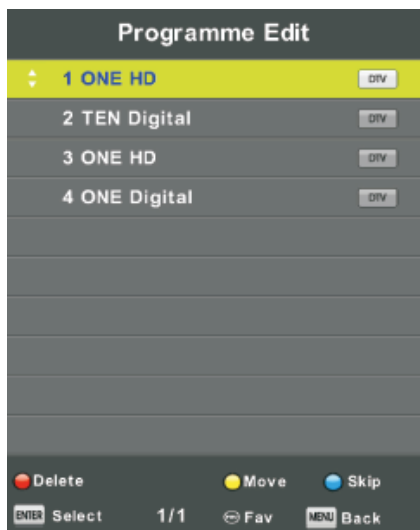 Programme Edit
1 ONE HD DTV
2 TEN Digital DTV
3 ONE HD DTV
4 ONE Digital DTV
Delete Move Skip
ENTER Select 1/1 Fav MENU Back